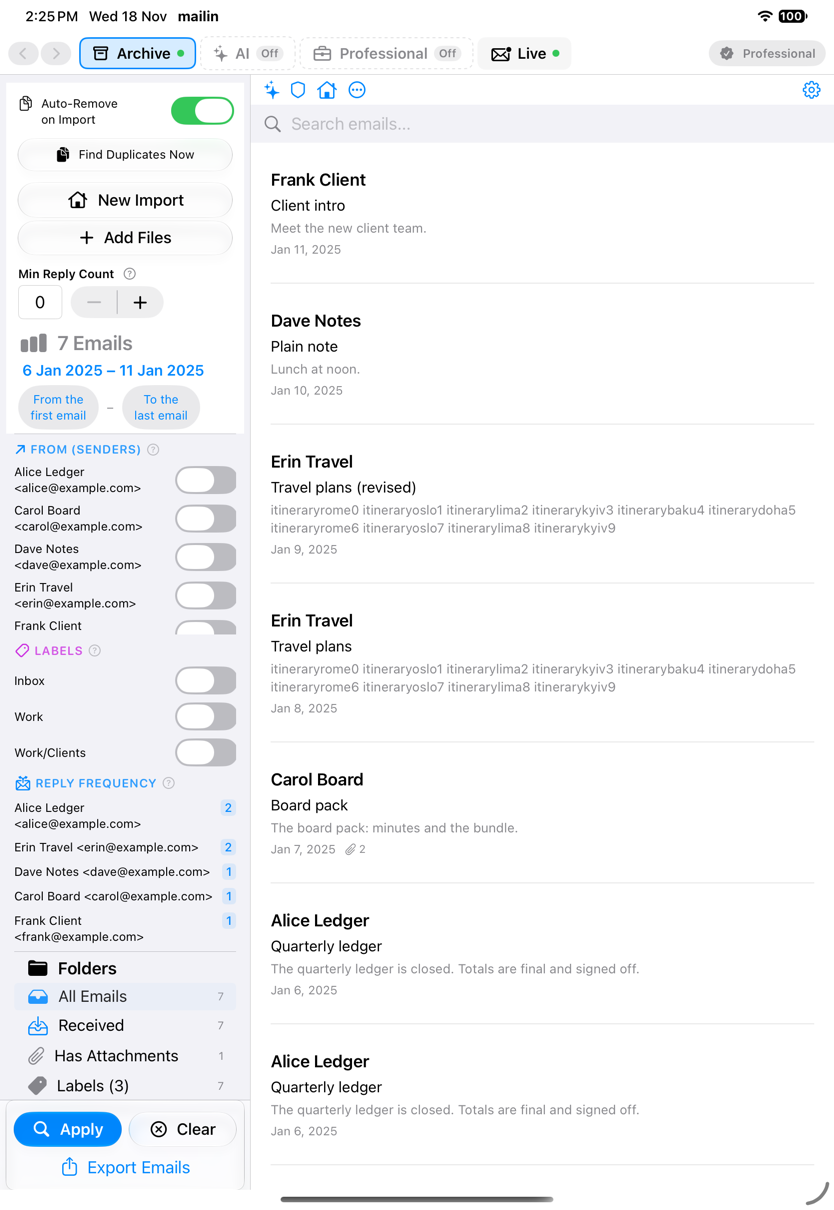 2:25 PM Wed 18 Nov mailin 100
Archive AI Off Professional Off Live Professional
Auto-Remove
on Import
Find Duplicates Now
New Import
Add Files
Min Reply Count ?
0
7 Emails
6 Jan 2025 – 11 Jan 2025
From the
first email
–
To the
last email
FROM (SENDERS) ?
Alice Ledger
<alice@example.com>
Carol Board
<carol@example.com>
Dave Notes
<dave@example.com>
Erin Travel
<erin@example.com>
Frank Client
LABELS ?
Inbox
Work
Work/Clients
REPLY FREQUENCY ?
Alice Ledger
<alice@example.com> 2
Erin Travel <erin@example.com> 2
Dave Notes <dave@example.com> 1
Carol Board <carol@example.com> 1
Frank Client
<frank@example.com> 1
Folders
All Emails 7
Received 7
Has Attachments 1
Labels (3) 7
Apply
Clear
Export Emails
Search emails...
Frank Client
Client intro
Meet the new client team.
Jan 11, 2025
Dave Notes
Plain note
Lunch at noon.
Jan 10, 2025
Erin Travel
Travel plans (revised)
itineraryrome0 itineraryoslo1 itinerarylima2 itinerarykyiv3 itinerarybaku4 itinerarydoha5
itineraryrome6 itineraryoslo7 itinerarylima8 itinerarykyiv9
Jan 9, 2025
Erin Travel
Travel plans
itineraryrome0 itineraryoslo1 itinerarylima2 itinerarykyiv3 itinerarybaku4 itinerarydoha5
itineraryrome6 itineraryoslo7 itinerarylima8 itinerarykyiv9
Jan 8, 2025
Carol Board
Board pack
The board pack: minutes and the bundle.
Jan 7, 2025 2
Alice Ledger
Quarterly ledger
The quarterly ledger is closed. Totals are final and signed off.
Jan 6, 2025
Alice Ledger
Quarterly ledger
The quarterly ledger is closed. Totals are final and signed off.
Jan 6, 2025